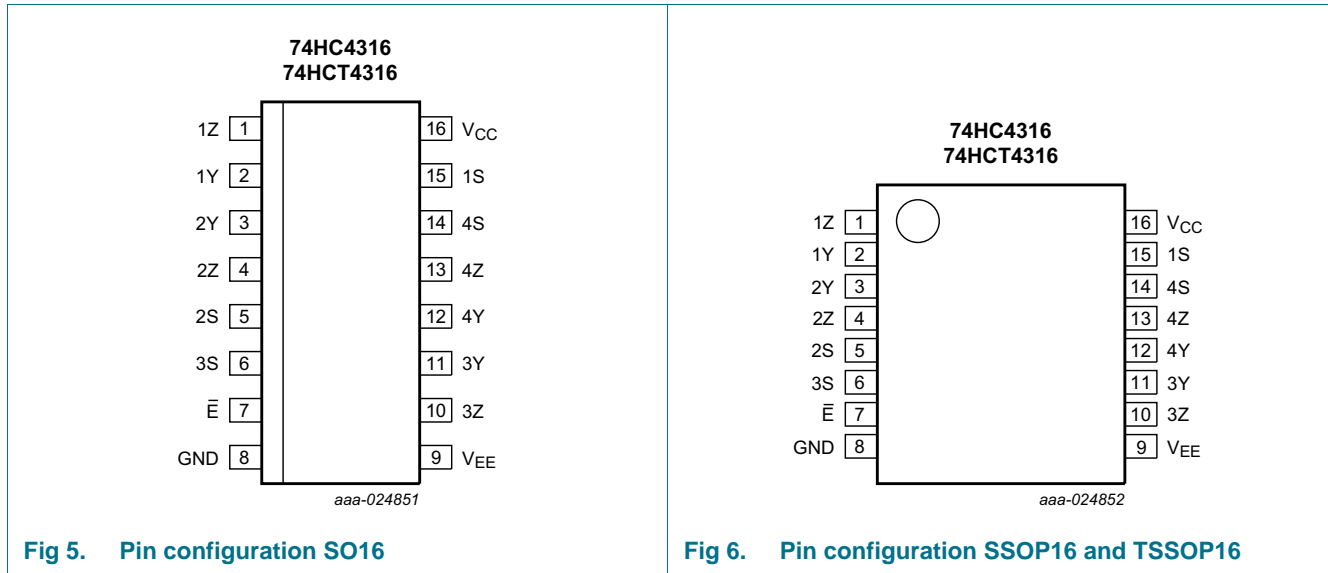 74HC4316
74HCT4316
1Z 1 16 VCC
1Y 2 15 1S
2Y 3 14 4S
2Z 4 13 4Z
2S 5 12 4Y
3S 6 11 3Y
E̅ 7 10 3Z
GND 8 9 VEE
aaa-024851
Fig 5. Pin configuration SO16
74HC4316
74HCT4316
1Z 1 16 VCC
1Y 2 15 1S
2Y 3 14 4S
2Z 4 13 4Z
2S 5 12 4Y
3S 6 11 3Y
E̅ 7 10 3Z
GND 8 9 VEE
aaa-024852
Fig 6. Pin configuration SSOP16 and TSSOP16